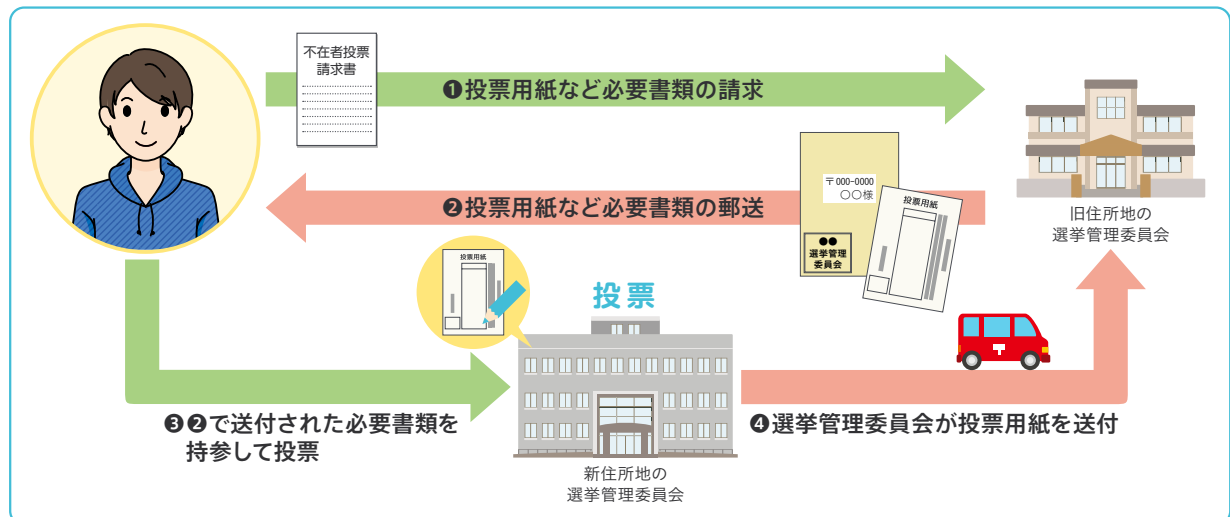 不在者投票
請求書
❶投票用紙など必要書類の請求
❷投票用紙など必要書類の郵送
〒000-0000
○○様
●●
選挙管理
委員会
投票用紙
旧住所地の
選挙管理委員会
投票用紙
投票
❸❷で送付された必要書類を
持参して投票
新住所地の
選挙管理委員会
〒
❹選挙管理委員会が投票用紙を送付